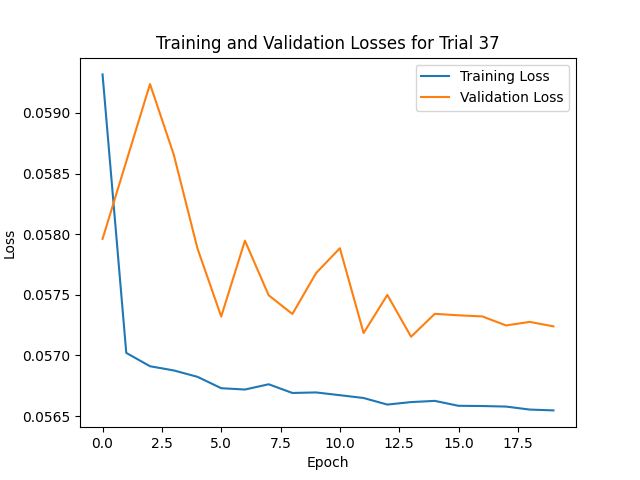 Training and Validation Losses for Trial 37
Training Loss
Validation Loss
0.0590
0.0585
0.0580
0.0575
0.0570
0.0565
Loss
0.0 2.5 5.0 7.5 10.0 12.5 15.0 17.5
Epoch